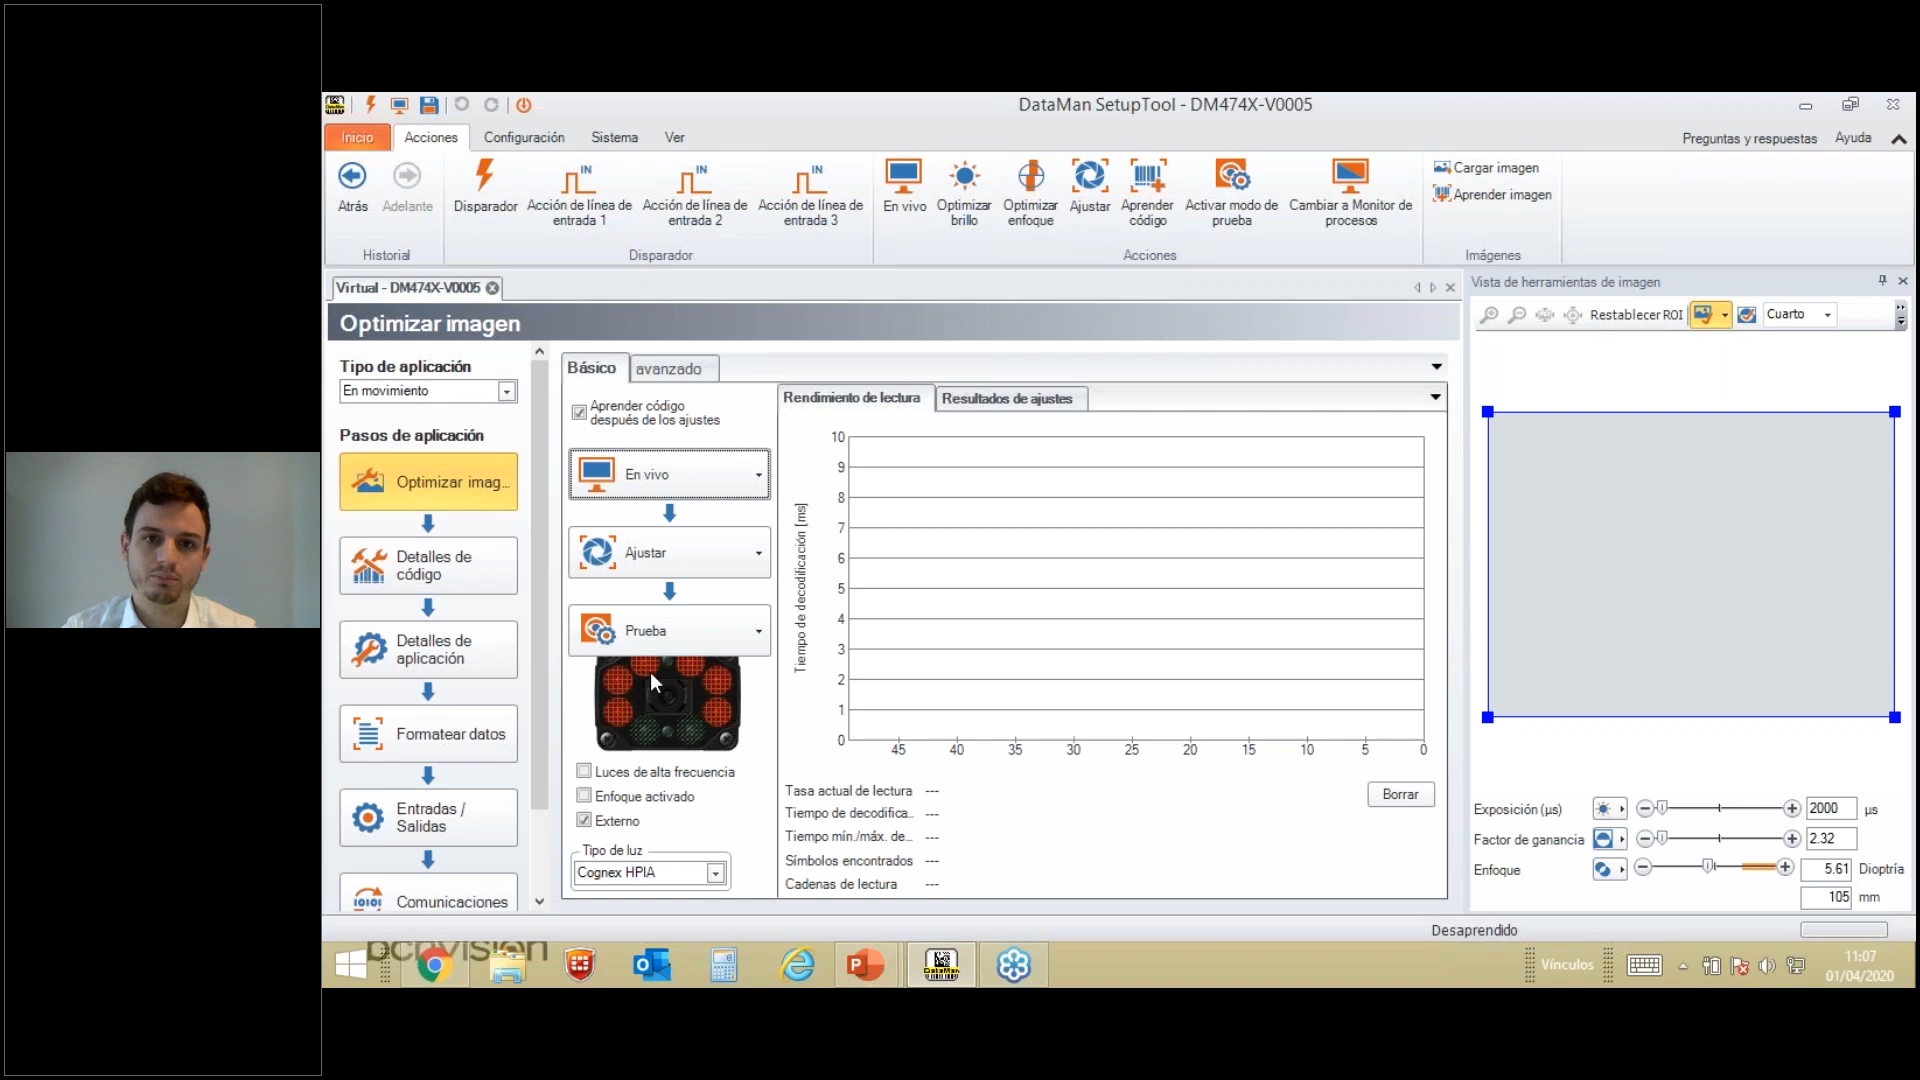 DataMan SetupTool - DM474X-V0005
Inicio
Acciones
Configuración
Sistema
Ver
Preguntas y respuestas
Ayuda
Atrás
Adelante
Historial
Disparador
IN
Acción de línea de
entrada 1
IN
Acción de línea de
entrada 2
IN
Acción de línea de
entrada 3
Disparador
En vivo
Optimizar
brillo
Optimizar
enfoque
Ajustar
Aprender
código
Activar modo de
prueba
Cambiar a Monitor de
procesos
Acciones
Cargar imagen
Aprender imagen
Imágenes
Virtual - DM474X-V0005
Optimizar imagen
Tipo de aplicación
En movimiento
Pasos de aplicación
Optimizar imag...
Detalles de
código
Detalles de
aplicación
Formatear datos
Entradas /
Salidas
Comunicaciones
Básico
avanzado
Aprender código
después de los ajustes
En vivo
Ajustar
Prueba
Luces de alta frecuencia
Enfoque activado
Externo
Tipo de luz
Cognex HPIA
Rendimiento de lectura
Resultados de ajustes
Tiempo de decodificación [ms]
10
9
8
7
6
5
4
3
2
1
0
45 40 35 30 25 20 15 10 5 0
Tasa actual de lectura ---
Tiempo de decodifica... ---
Tiempo mín./máx. de... ---
Símbolos encontrados ---
Cadenas de lectura ---
Borrar
Vista de herramientas de imagen
Restablecer ROI
Cuarto
Exposición (µs) 2000 µs
Factor de ganancia 2.32
Enfoque 5.61 Dioptría
105 mm
Desaprendido
bcnvision
DataMan
Vínculos
11:07
01/04/2020